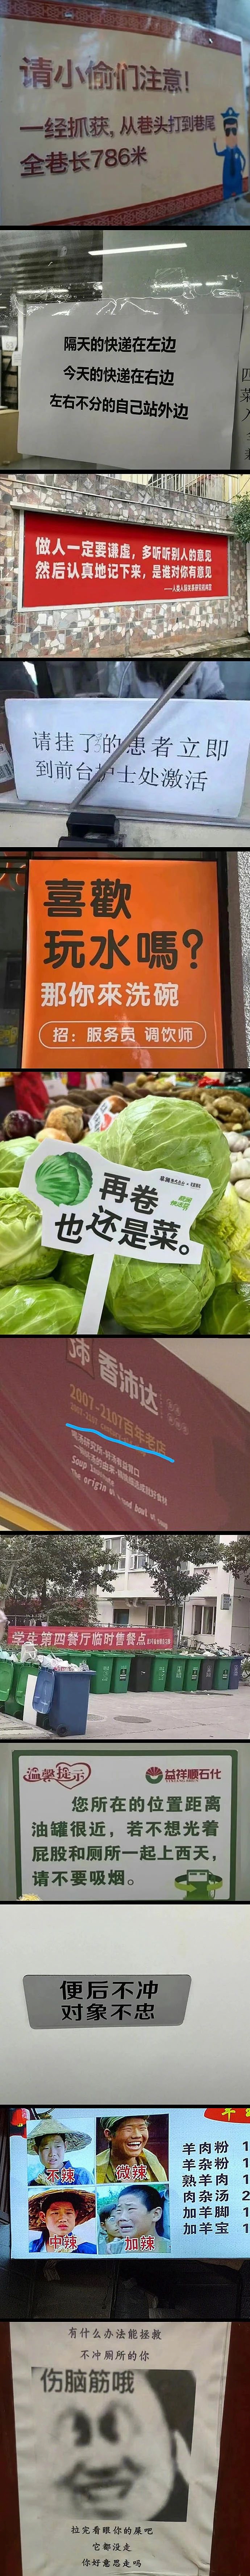 请小偷们注意!
一经抓获,从巷头打到巷尾
全巷长786米
隔天的快递在左边
今天的快递在右边
左右不分的自己站外边
做人一定要谦虚,多听听别人的意见
然后认真地记下来,是谁对你有意见
请挂了的患者立即
到前台护士处激活
喜歡
玩水嗎?
那你來洗碗
招:服务员 调饮师
再卷
也还是菜。
香沛达
2007-2107百年老店
Soup
The origin of
学生第四餐厅临时售餐点
温馨提示
益祥顺石化
您所在的位置距离
油罐很近,若不想光着
屁股和厕所一起上西天,
请不要吸烟。
便后不冲
对象不忠
不辣
微辣
中辣
加辣
羊肉粉 1
羊杂粉 1
熟羊肉 1
肉杂汤 2
加羊脚 1
加羊宝 1
有什么办法能拯救
不冲厕所的你
伤脑筋哦
拉完看眼你的屎吧
它都没走
你好意思走吗